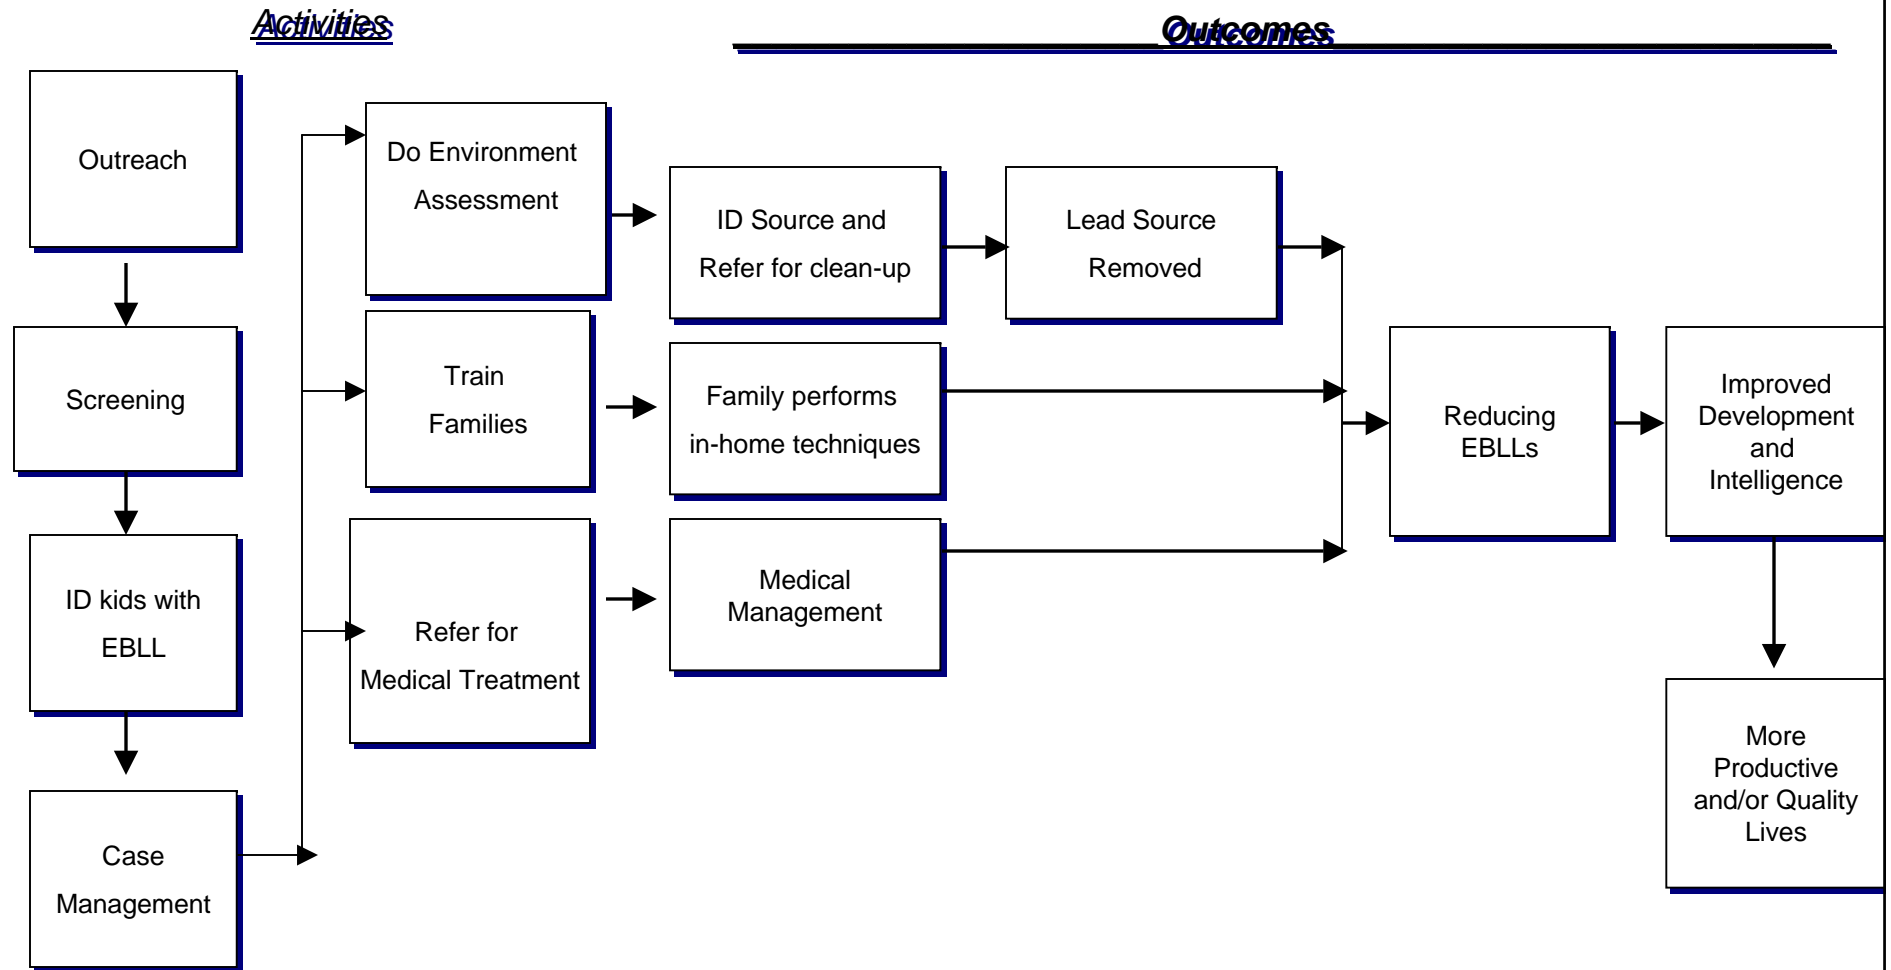 Activities
Outcomes
Outreach
Screening
ID kids with
EBLL
Case
Management
Do Environment
Assessment
Train
Families
Refer for
Medical Treatment
ID Source and
Refer for clean-up
Family performs
in-home techniques
Medical
Management
Lead Source
Removed
Reducing
EBLLs
Improved
Development
and
Intelligence
More
Productive
and/or Quality
Lives